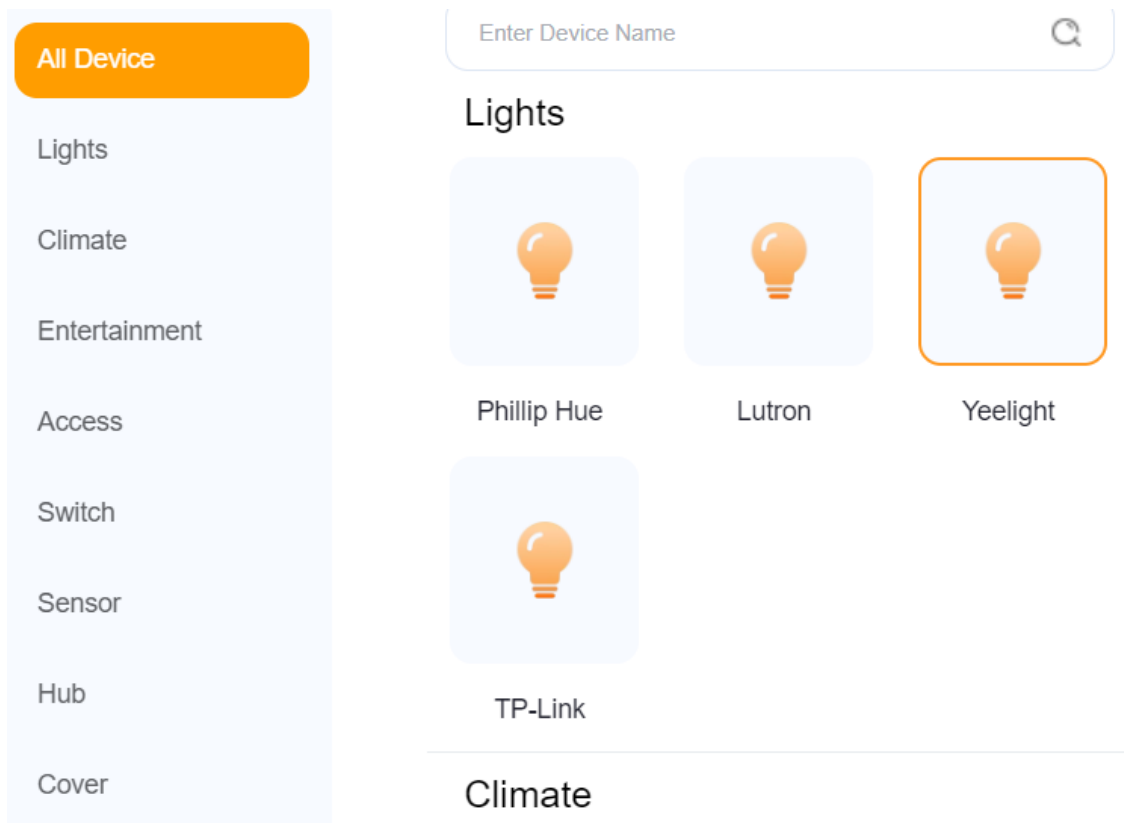 All Device
Lights
Climate
Entertainment
Access
Switch
Sensor
Hub
Cover
Enter Device Name
Lights
Phillip Hue
Lutron
Yeelight
TP-Link
Climate